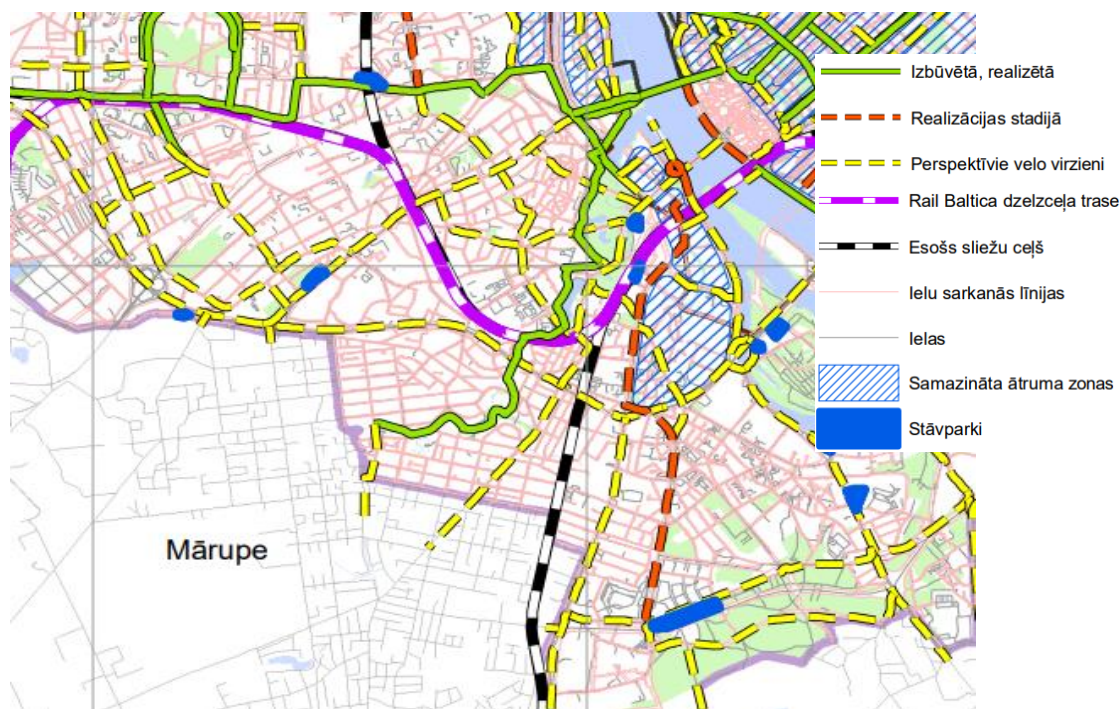 Izbūvētā, realizētā
Realizācijas stadijā
Perspektīvie velo virzieni
Rail Baltica dzelzceļa trase
Esošs sliežu ceļš
Ielu sarkanās līnijas
Ielas
Samazināta ātruma zonas
Stāvparki
Mārupe